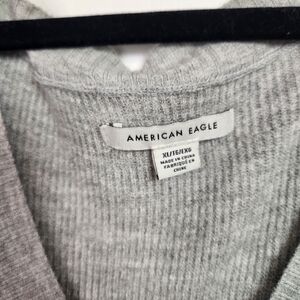 AMERICAN EAGLE
XL/TG/EXG
MADE IN CHINA
FABRIQUÉ EN
CHINE